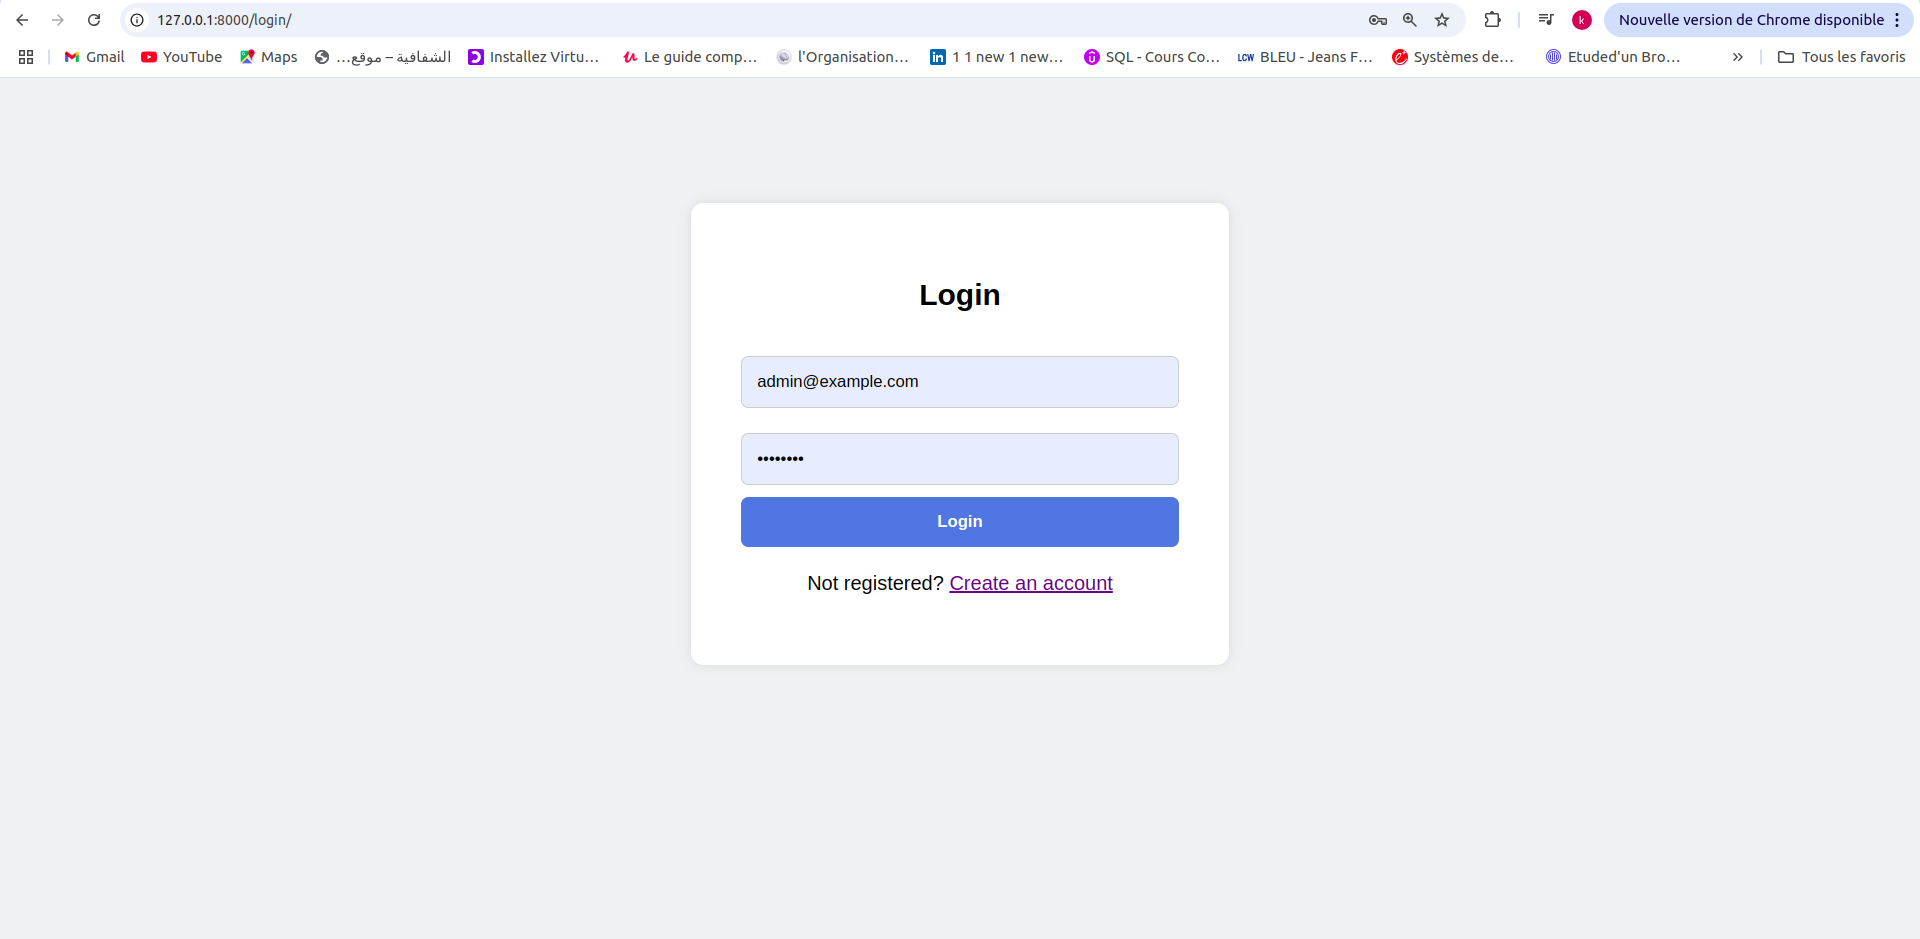 127.0.0.1:8000/login/
k
Nouvelle version de Chrome disponible
Gmail
YouTube
Maps
الشفافية – موقع...
Installez Virtu...
Le guide comp...
l'Organisation...
1 1 new 1 new...
SQL - Cours Co...
LCW
BLEU - Jeans F...
Systèmes de...
Etuded'un Bro...
Tous les favoris
Login
admin@example.com
••••••••
Login
Not registered? Create an account